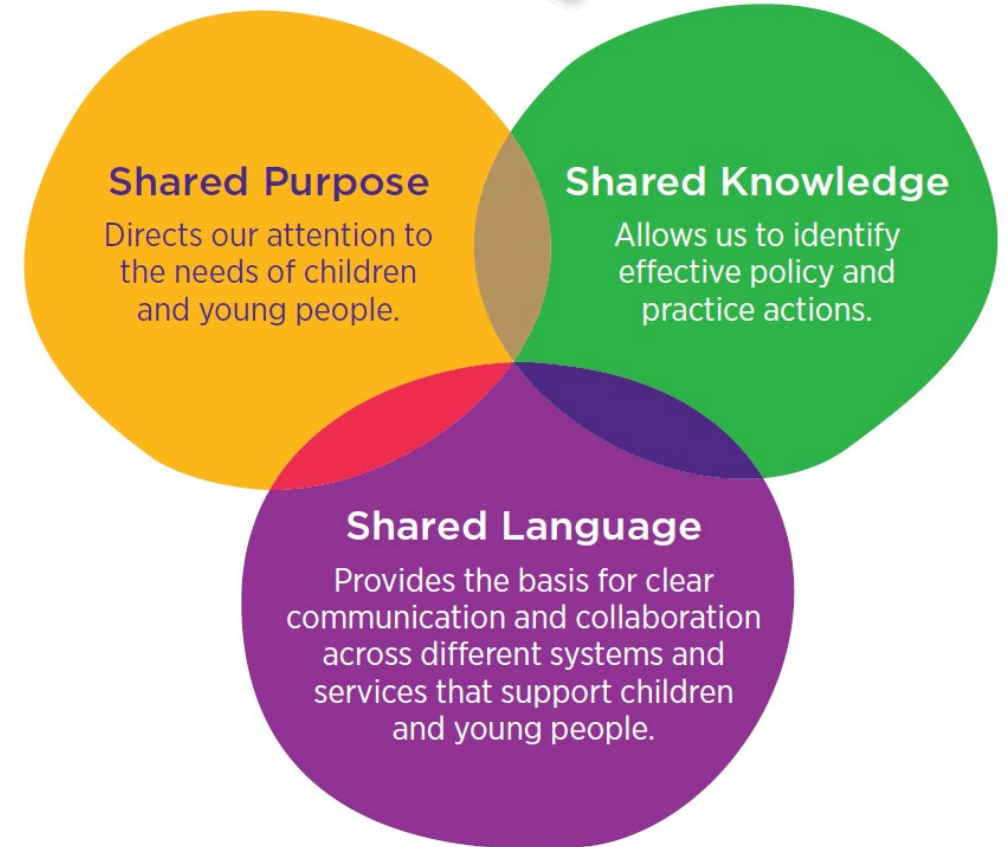 Shared Purpose
Directs our attention to
the needs of children
and young people.
Shared Knowledge
Allows us to identify
effective policy and
practice actions.
Shared Language
Provides the basis for clear
communication and collaboration
across different systems and
services that support children
and young people.